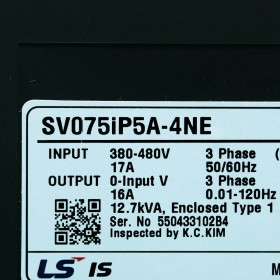 SV075iP5A-4NE
INPUT 380-480V 3 Phase (
17A 50/60Hz
OUTPUT 0-Input V 3 Phase
16A 0.01-120Hz
12.7kVA, Enclosed Type 1
Ser. No 550433102B4
Inspected by K.C.KIM
LS IS M